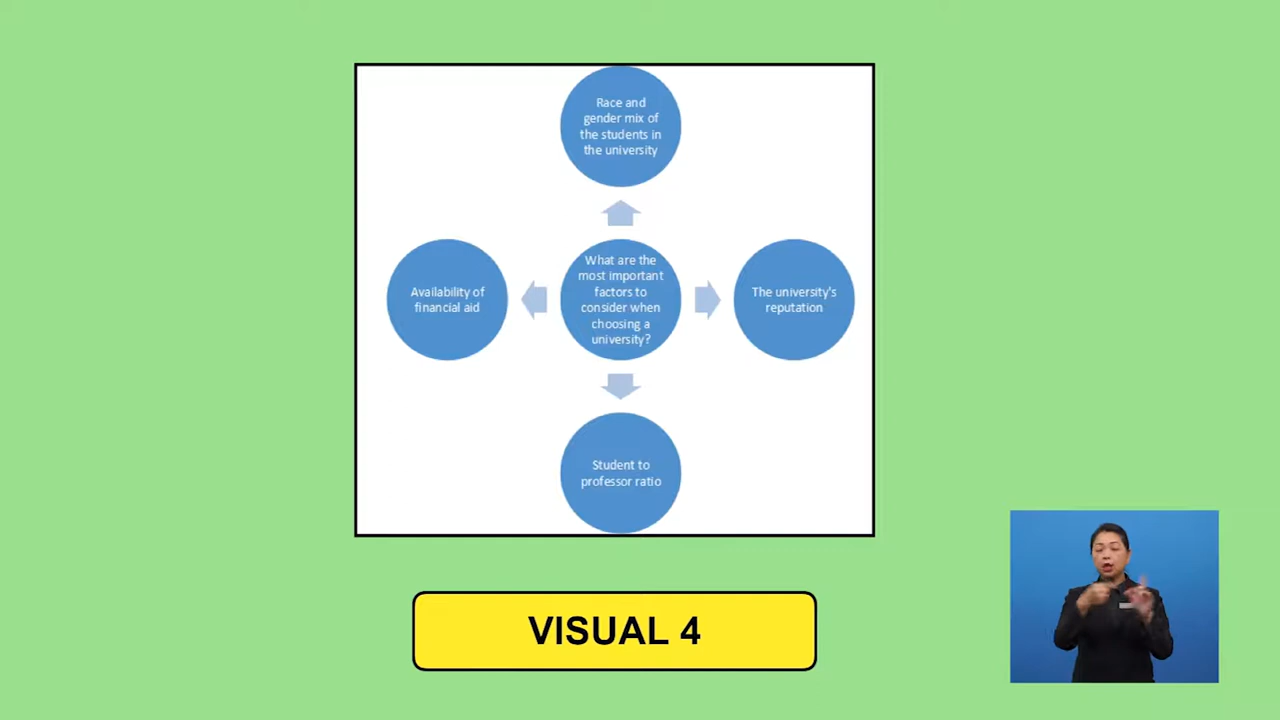 Race and
gender mix of
the students in
the university
Availability of
financial aid
What are the
most important
factors to
consider when
choosing a
university?
The university's
reputation
Student to
professor ratio
VISUAL 4